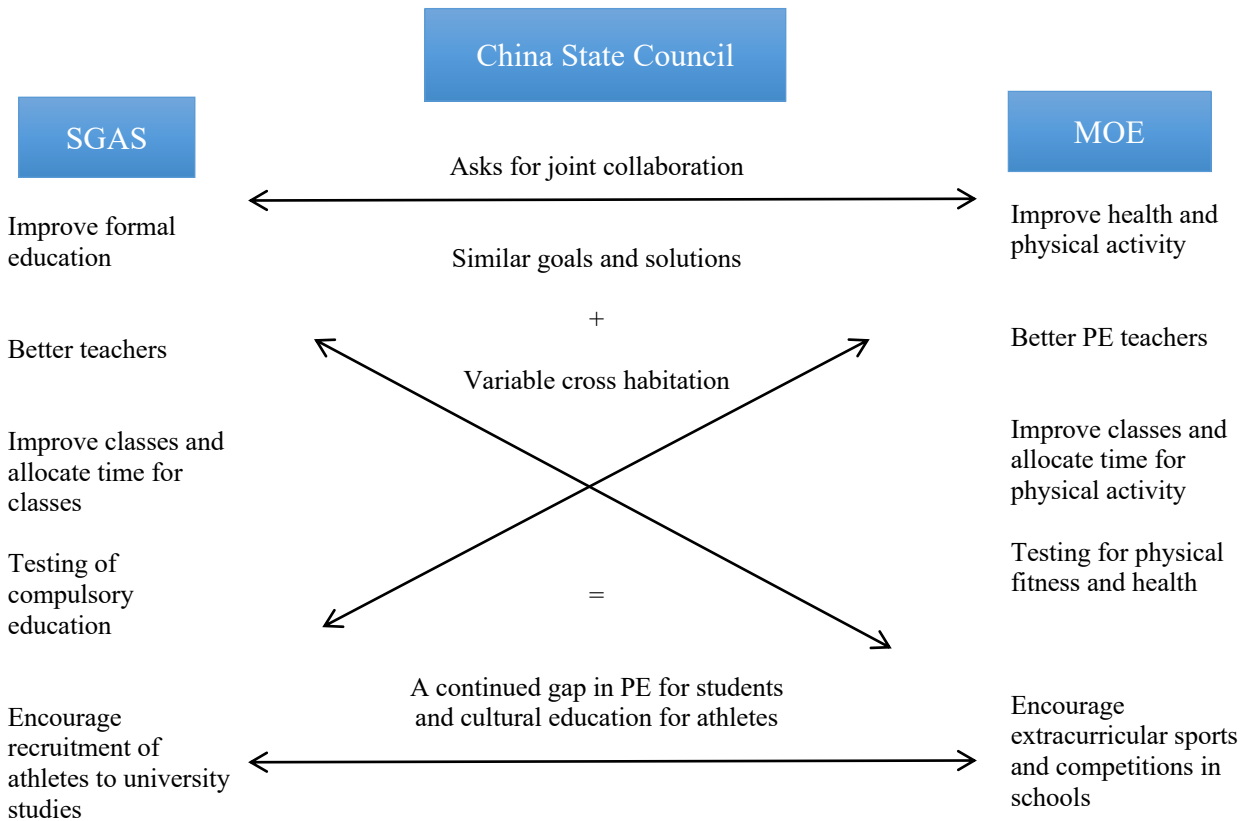 China State Council
SGAS
MOE
Asks for joint collaboration
Improve formal
education
Improve health and
physical activity
Similar goals and solutions
+
Better teachers
Better PE teachers
Variable cross habitation
Improve classes and
allocate time for
classes
Improve classes and
allocate time for
physical activity
Testing of
compulsory
education
Testing for physical
fitness and health
=
A continued gap in PE for students
and cultural education for athletes
Encourage
recruitment of
athletes to university
studies
Encourage
extracurricular sports
and competitions in
schools